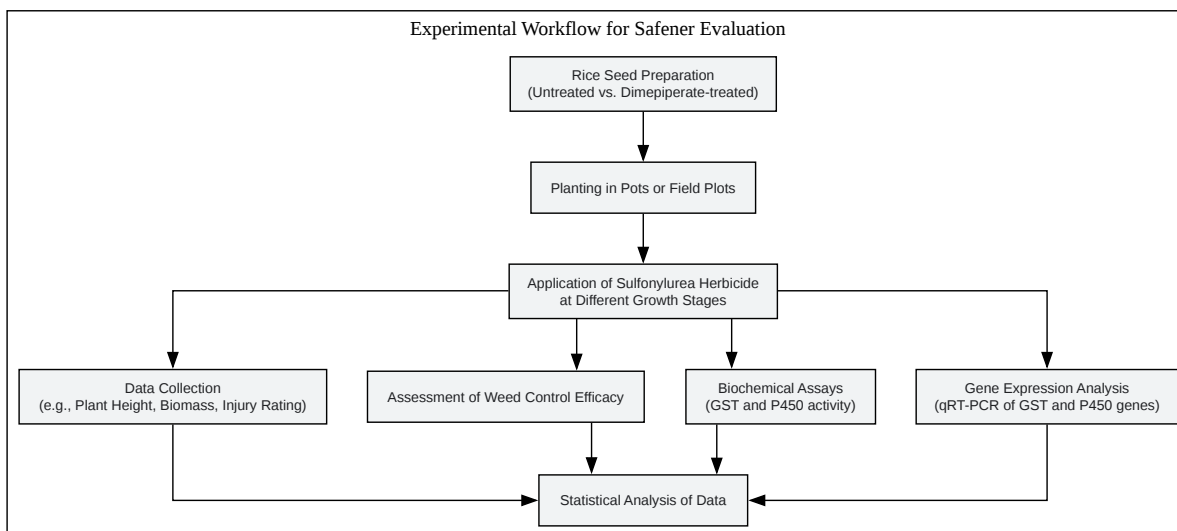 Experimental Workflow for Safener Evaluation
Rice Seed Preparation
(Untreated vs. Dimepiperate-treated)
Planting in Pots or Field Plots
Application of Sulfonylurea Herbicide
at Different Growth Stages
Data Collection
(e.g., Plant Height, Biomass, Injury Rating)
Assessment of Weed Control Efficacy
Biochemical Assays
(GST and P450 activity)
Gene Expression Analysis
(qRT-PCR of GST and P450 genes)
Statistical Analysis of Data